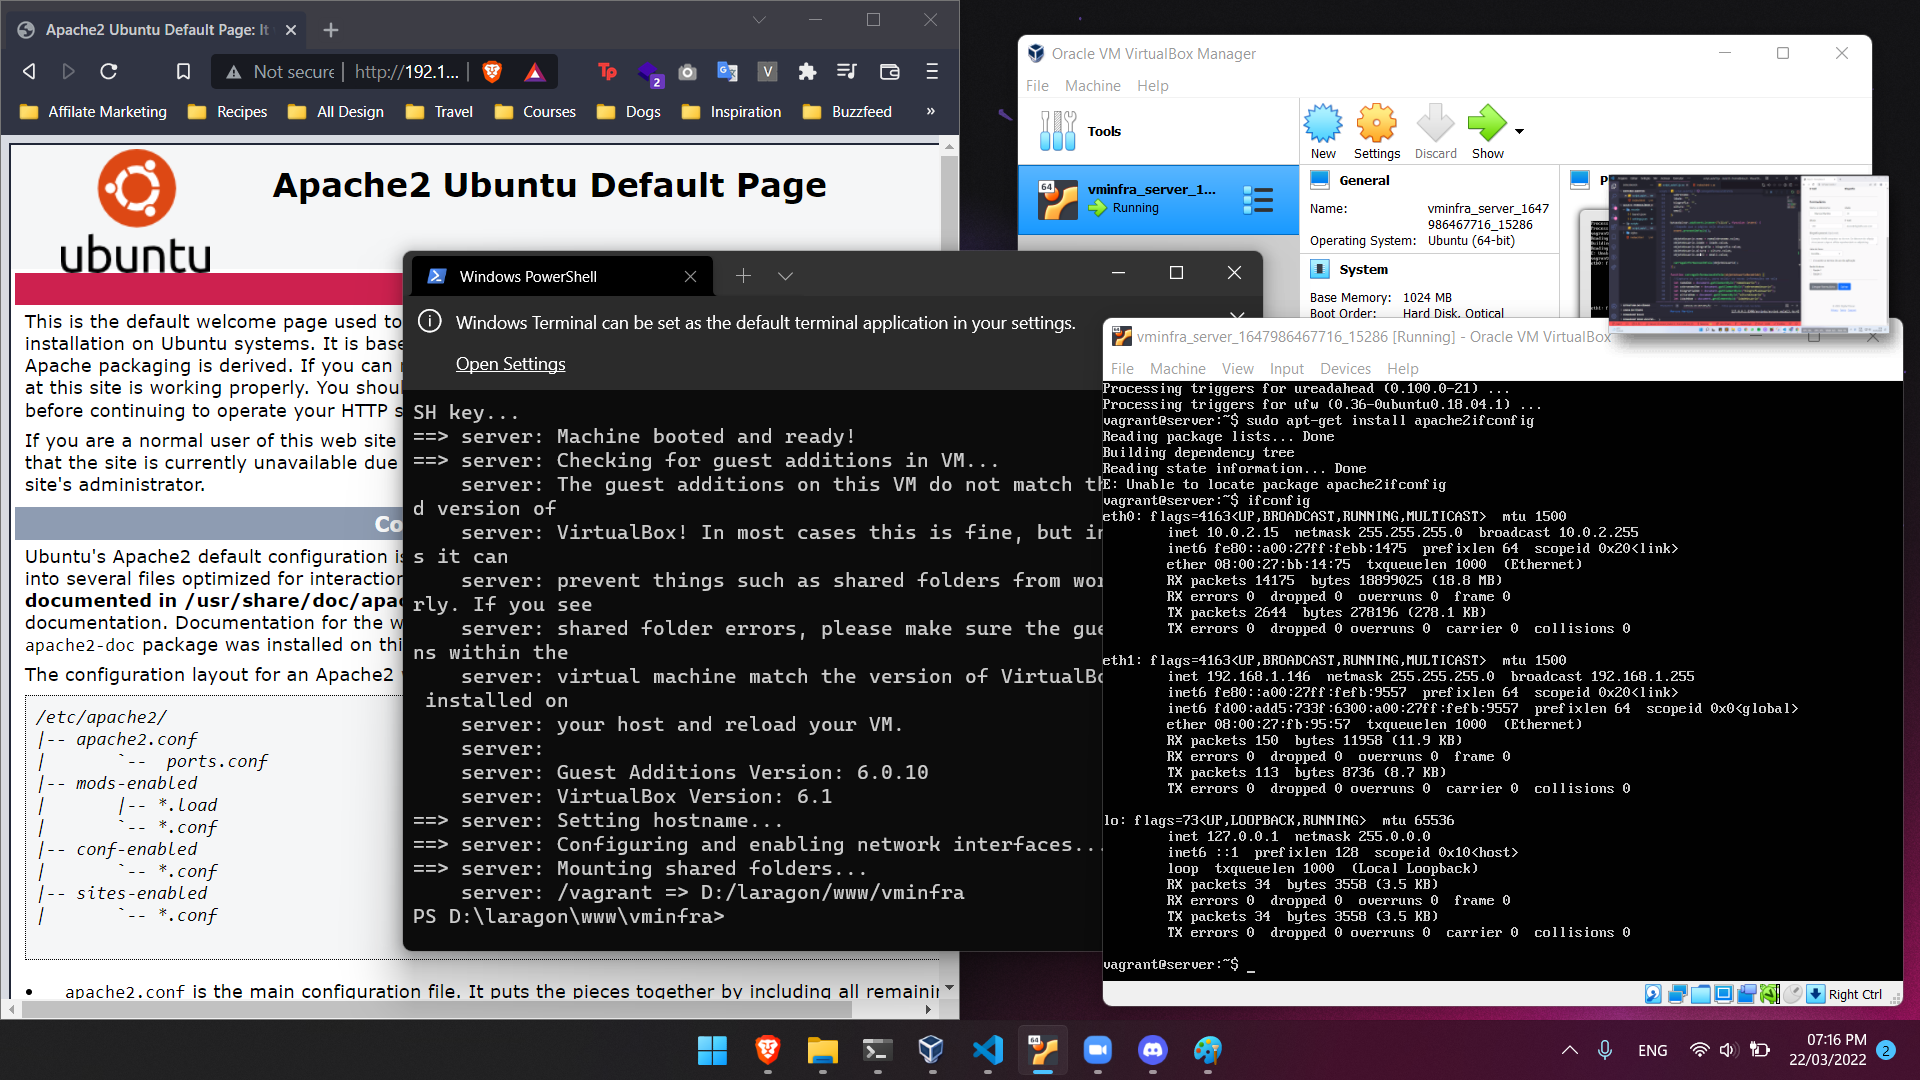 Apache2 Ubuntu Default Page: It
Not secure
http://192.1...
2
V
Affilate Marketing
Recipes
All Design
Travel
Courses
Dogs
Inspiration
Buzzfeed
»
ubuntu
Apache2 Ubuntu Default Page
This is the default welcome page used to
installation on Ubuntu systems. It is base
Apache packaging is derived. If you can
at this site is working properly. You shou
before continuing to operate your HTTP s
If you are a normal user of this web site
that the site is currently unavailable due
site's administrator.
Co
Ubuntu's Apache2 default configuration is
into several files optimized for interaction
documented in /usr/share/doc/apac
documentation. Documentation for the w
apache2-doc package was installed on thi
The configuration layout for an Apache2
/etc/apache2/
|-- apache2.conf
|       `--  ports.conf
|-- mods-enabled
|       |-- *.load
|       `-- *.conf
|-- conf-enabled
|       `-- *.conf
|-- sites-enabled
|       `-- *.conf
• apache2.conf is the main configuration file. It puts the pieces together by including all remainin
Windows PowerShell
Windows Terminal can be set as the default terminal application in your settings.
Open Settings
SH key...
==> server: Machine booted and ready!
==> server: Checking for guest additions in VM...
    server: The guest additions on this VM do not match th
d version of
    server: VirtualBox! In most cases this is fine, but in
s it can
    server: prevent things such as shared folders from wor
rly. If you see
    server: shared folder errors, please make sure the gue
ns within the
    server: virtual machine match the version of VirtualBo
 installed on
    server: your host and reload your VM.
    server:
    server: Guest Additions Version: 6.0.10
    server: VirtualBox Version: 6.1
==> server: Setting hostname...
==> server: Configuring and enabling network interfaces...
==> server: Mounting shared folders...
    server: /vagrant => D:/laragon/www/vminfra
PS D:\laragon\www\vminfra>
Oracle VM VirtualBox Manager
File Machine Help
Tools
New
Settings
Discard
Show
64
vminfra_server_1...
Running
General
Name:
vminfra_server_1647
986467716_15286
Operating System: Ubuntu (64-bit)
System
Base Memory: 1024 MB
Boot Order: Hard Disk, Optical
P
vminfra_server_1647986467716_15286 [Running] - Oracle VM VirtualBox
File Machine View Input Devices Help
Processing triggers for ureadahead (0.100.0-21) ...
Processing triggers for ufw (0.36-0ubuntu0.18.04.1) ...
vagrant@server:~$ sudo apt-get install apache2ifconfig
Reading package lists... Done
Building dependency tree
Reading state information... Done
E: Unable to locate package apache2ifconfig
vagrant@server:~$ ifconfig
eth0: flags=4163<UP,BROADCAST,RUNNING,MULTICAST>  mtu 1500
        inet 10.0.2.15  netmask 255.255.255.0  broadcast 10.0.2.255
        inet6 fe80::a00:27ff:febb:1475  prefixlen 64  scopeid 0x20<link>
        ether 08:00:27:bb:14:75  txqueuelen 1000  (Ethernet)
        RX packets 14175  bytes 18899025 (18.8 MB)
        RX errors 0  dropped 0  overruns 0  frame 0
        TX packets 2644  bytes 278196 (278.1 KB)
        TX errors 0  dropped 0 overruns 0  carrier 0  collisions 0
eth1: flags=4163<UP,BROADCAST,RUNNING,MULTICAST>  mtu 1500
        inet 192.168.1.146  netmask 255.255.255.0  broadcast 192.168.1.255
        inet6 fe80::a00:27ff:fefb:9557  prefixlen 64  scopeid 0x20<link>
        inet6 fd00:add5:733f:6300:a00:27ff:fefb:9557  prefixlen 64  scopeid 0x0<global>
        ether 08:00:27:fb:95:57  txqueuelen 1000  (Ethernet)
        RX packets 150  bytes 11958 (11.9 KB)
        RX errors 0  dropped 0  overruns 0  frame 0
        TX packets 113  bytes 8736 (8.7 KB)
        TX errors 0  dropped 0 overruns 0  carrier 0  collisions 0
lo: flags=73<UP,LOOPBACK,RUNNING>  mtu 65536
        inet 127.0.0.1  netmask 255.0.0.0
        inet6 ::1  prefixlen 128  scopeid 0x10<host>
        loop  txqueuelen 1000  (Local Loopback)
        RX packets 34  bytes 3558 (3.5 KB)
        RX errors 0  dropped 0  overruns 0  frame 0
        TX packets 34  bytes 3558 (3.5 KB)
        TX errors 0  dropped 0 overruns 0  carrier 0  collisions 0
vagrant@server:~$ _
Right Ctrl
64
ENG
07:16 PM
22/03/2022
2